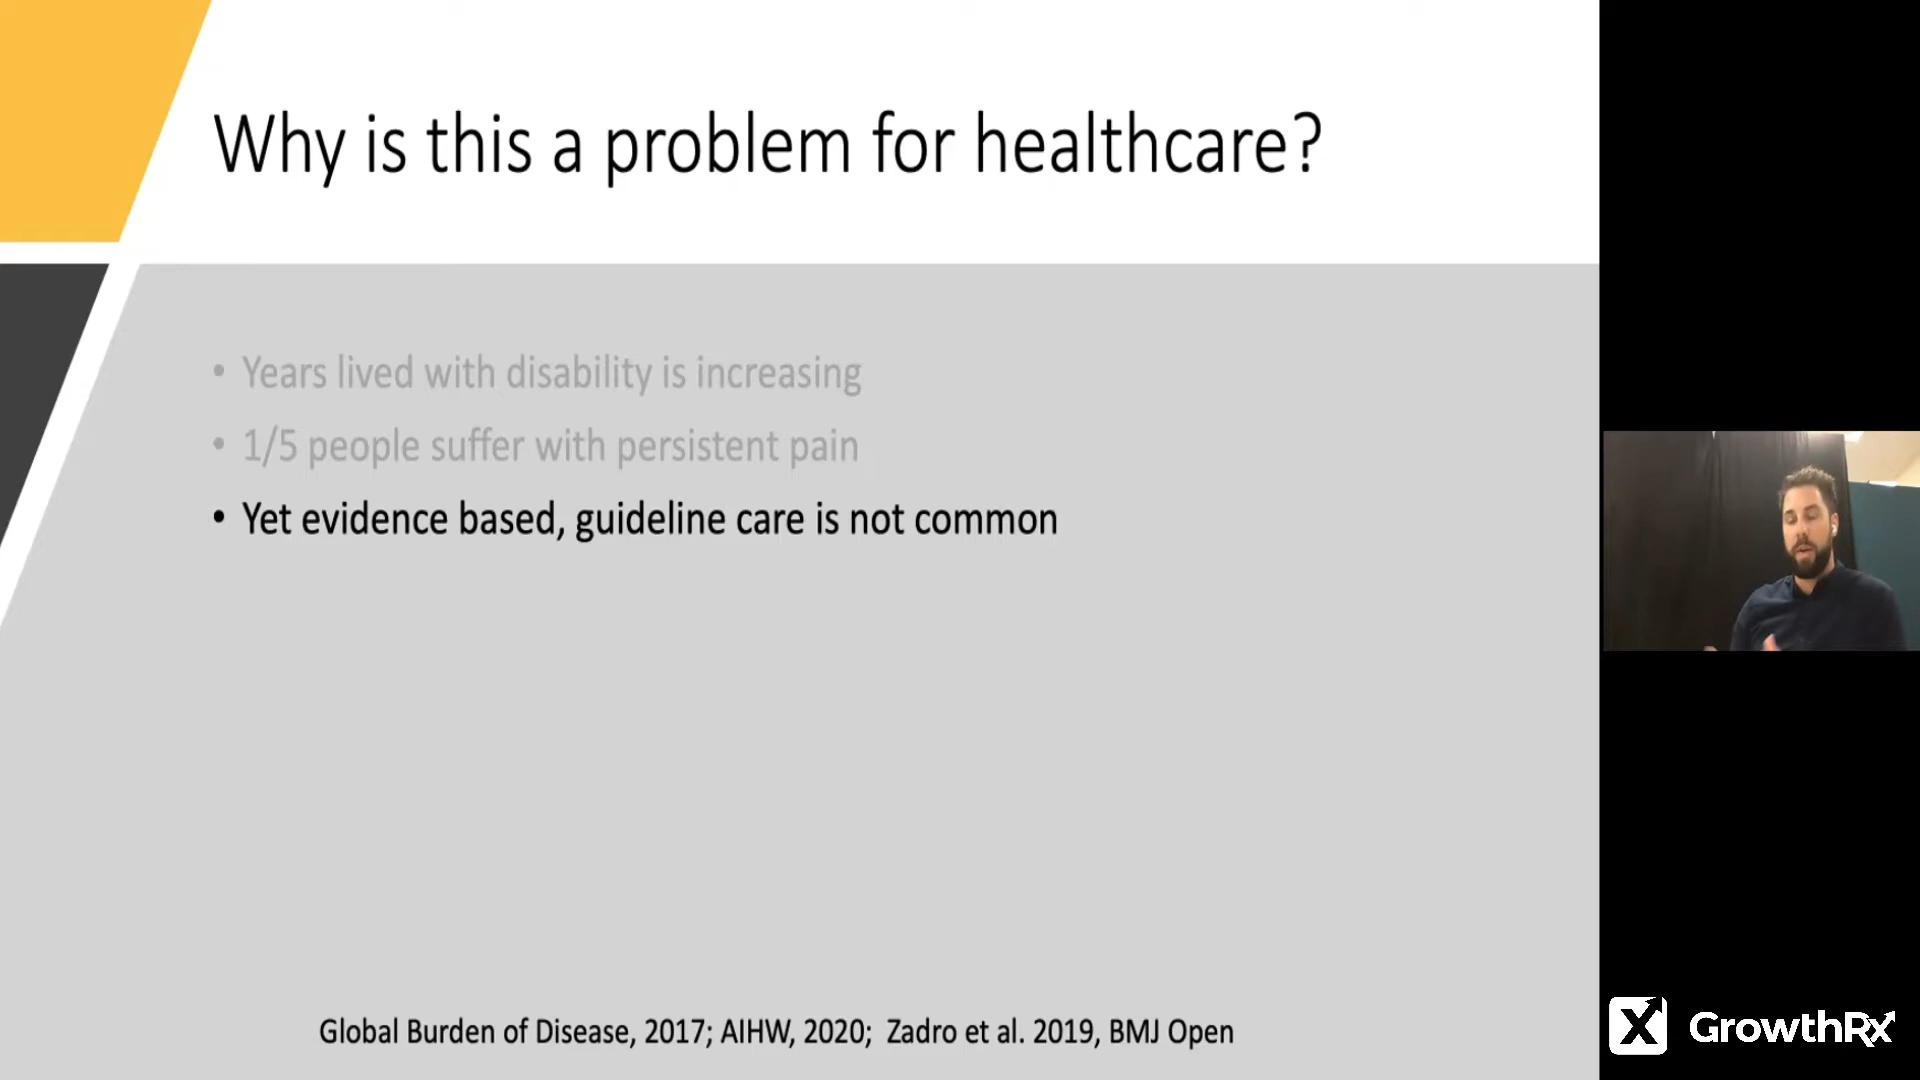 Why is this a problem for healthcare?
• Years lived with disability is increasing
• 1/5 people suffer with persistent pain
• Yet evidence based, guideline care is not common
Global Burden of Disease, 2017; AIHW, 2020; Zadro et al. 2019, BMJ Open
X GrowthRx